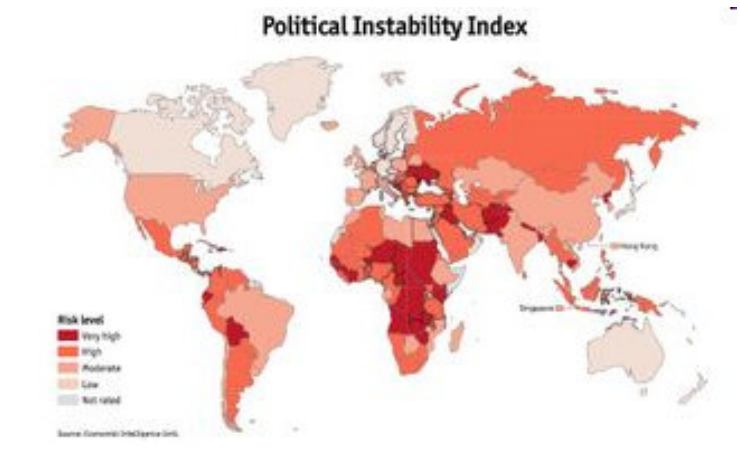 Political Instability Index
Hong Kong
Singapore
Risk level
Very high
High
Moderate
Low
Not rated
Source: Economist Intelligence Unit.